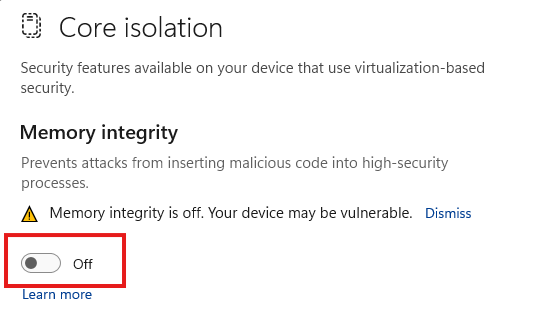 Core isolation
Security features available on your device that use virtualization-based
security.
Memory integrity
Prevents attacks from inserting malicious code into high-security
processes.
Memory integrity is off. Your device may be vulnerable. Dismiss
Off
Learn more